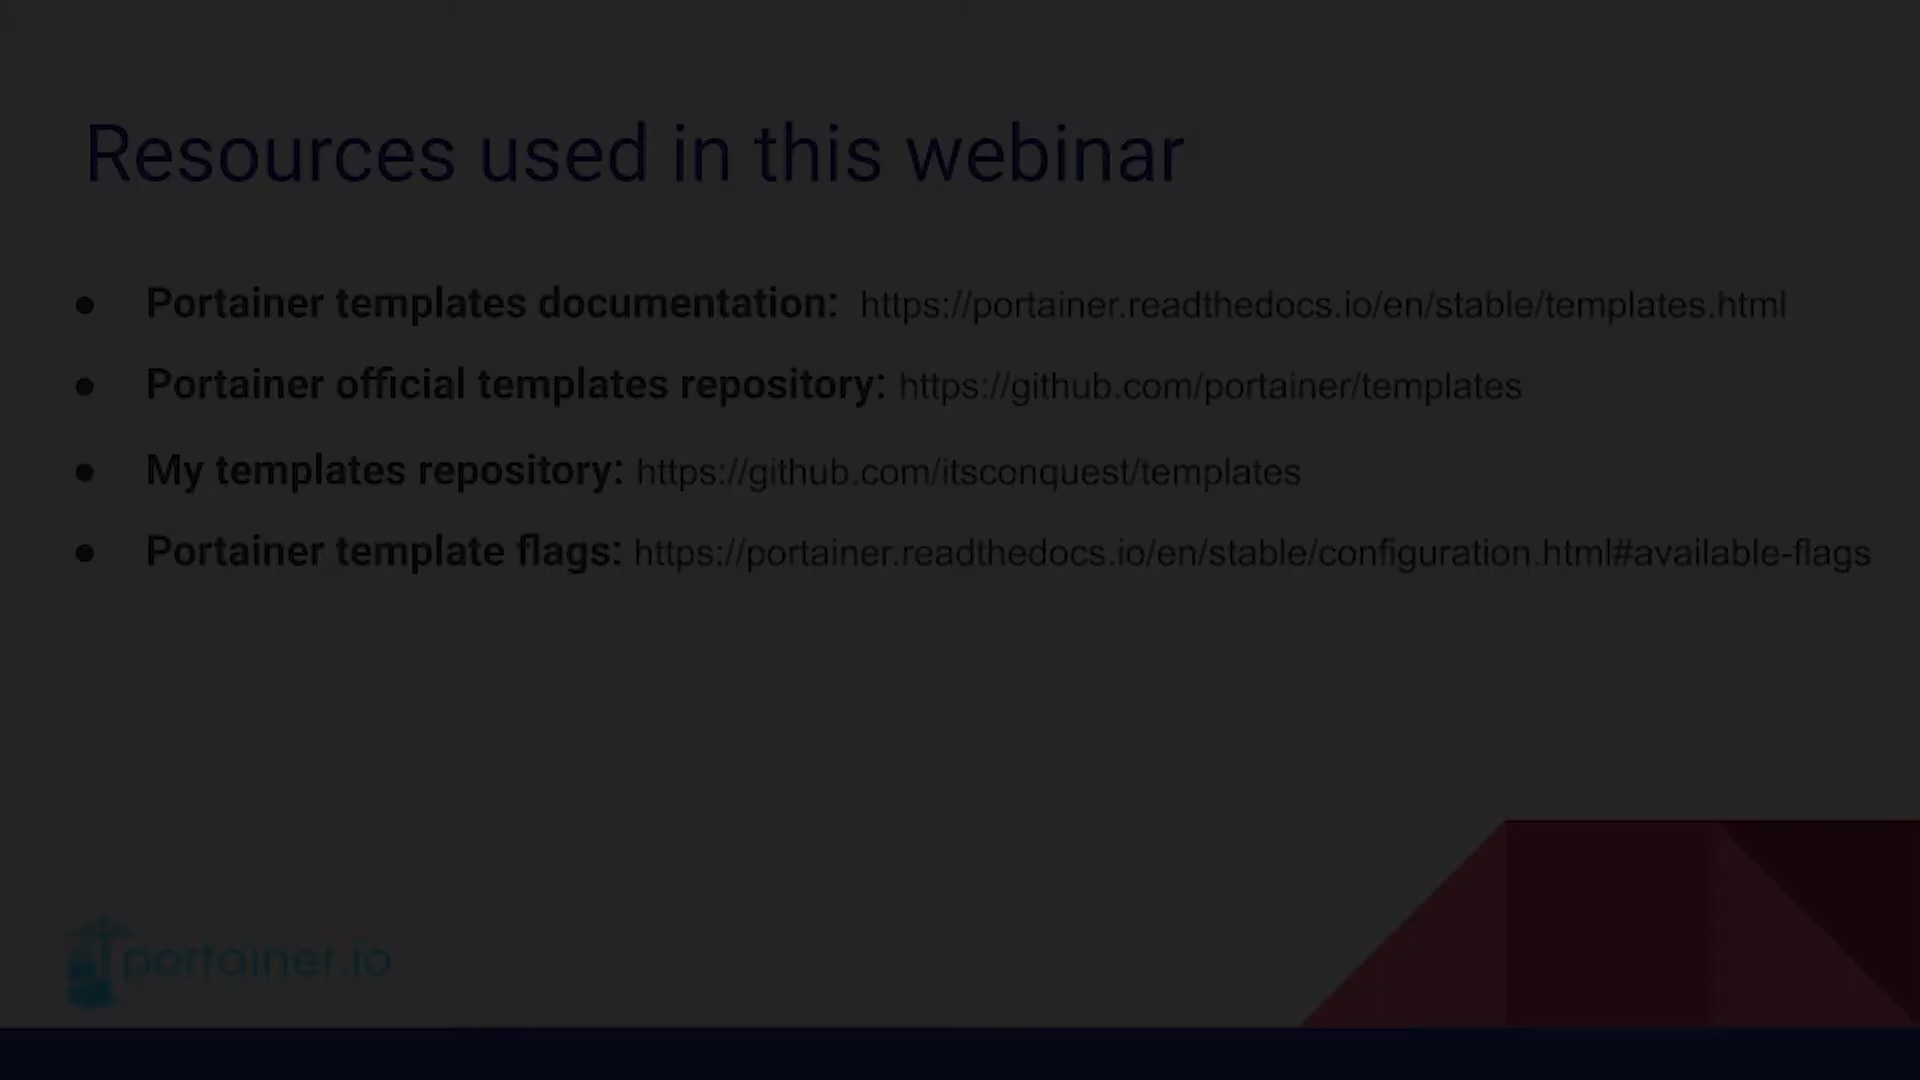 Resources used in this webinar
● Portainer templates documentation: https://portainer.readthedocs.io/en/stable/templates.html
● Portainer official templates repository: https://github.com/portainer/templates
● My templates repository: https://github.com/itsconquest/templates
● Portainer template flags: https://portainer.readthedocs.io/en/stable/configuration.html#available-flags
portainer.io